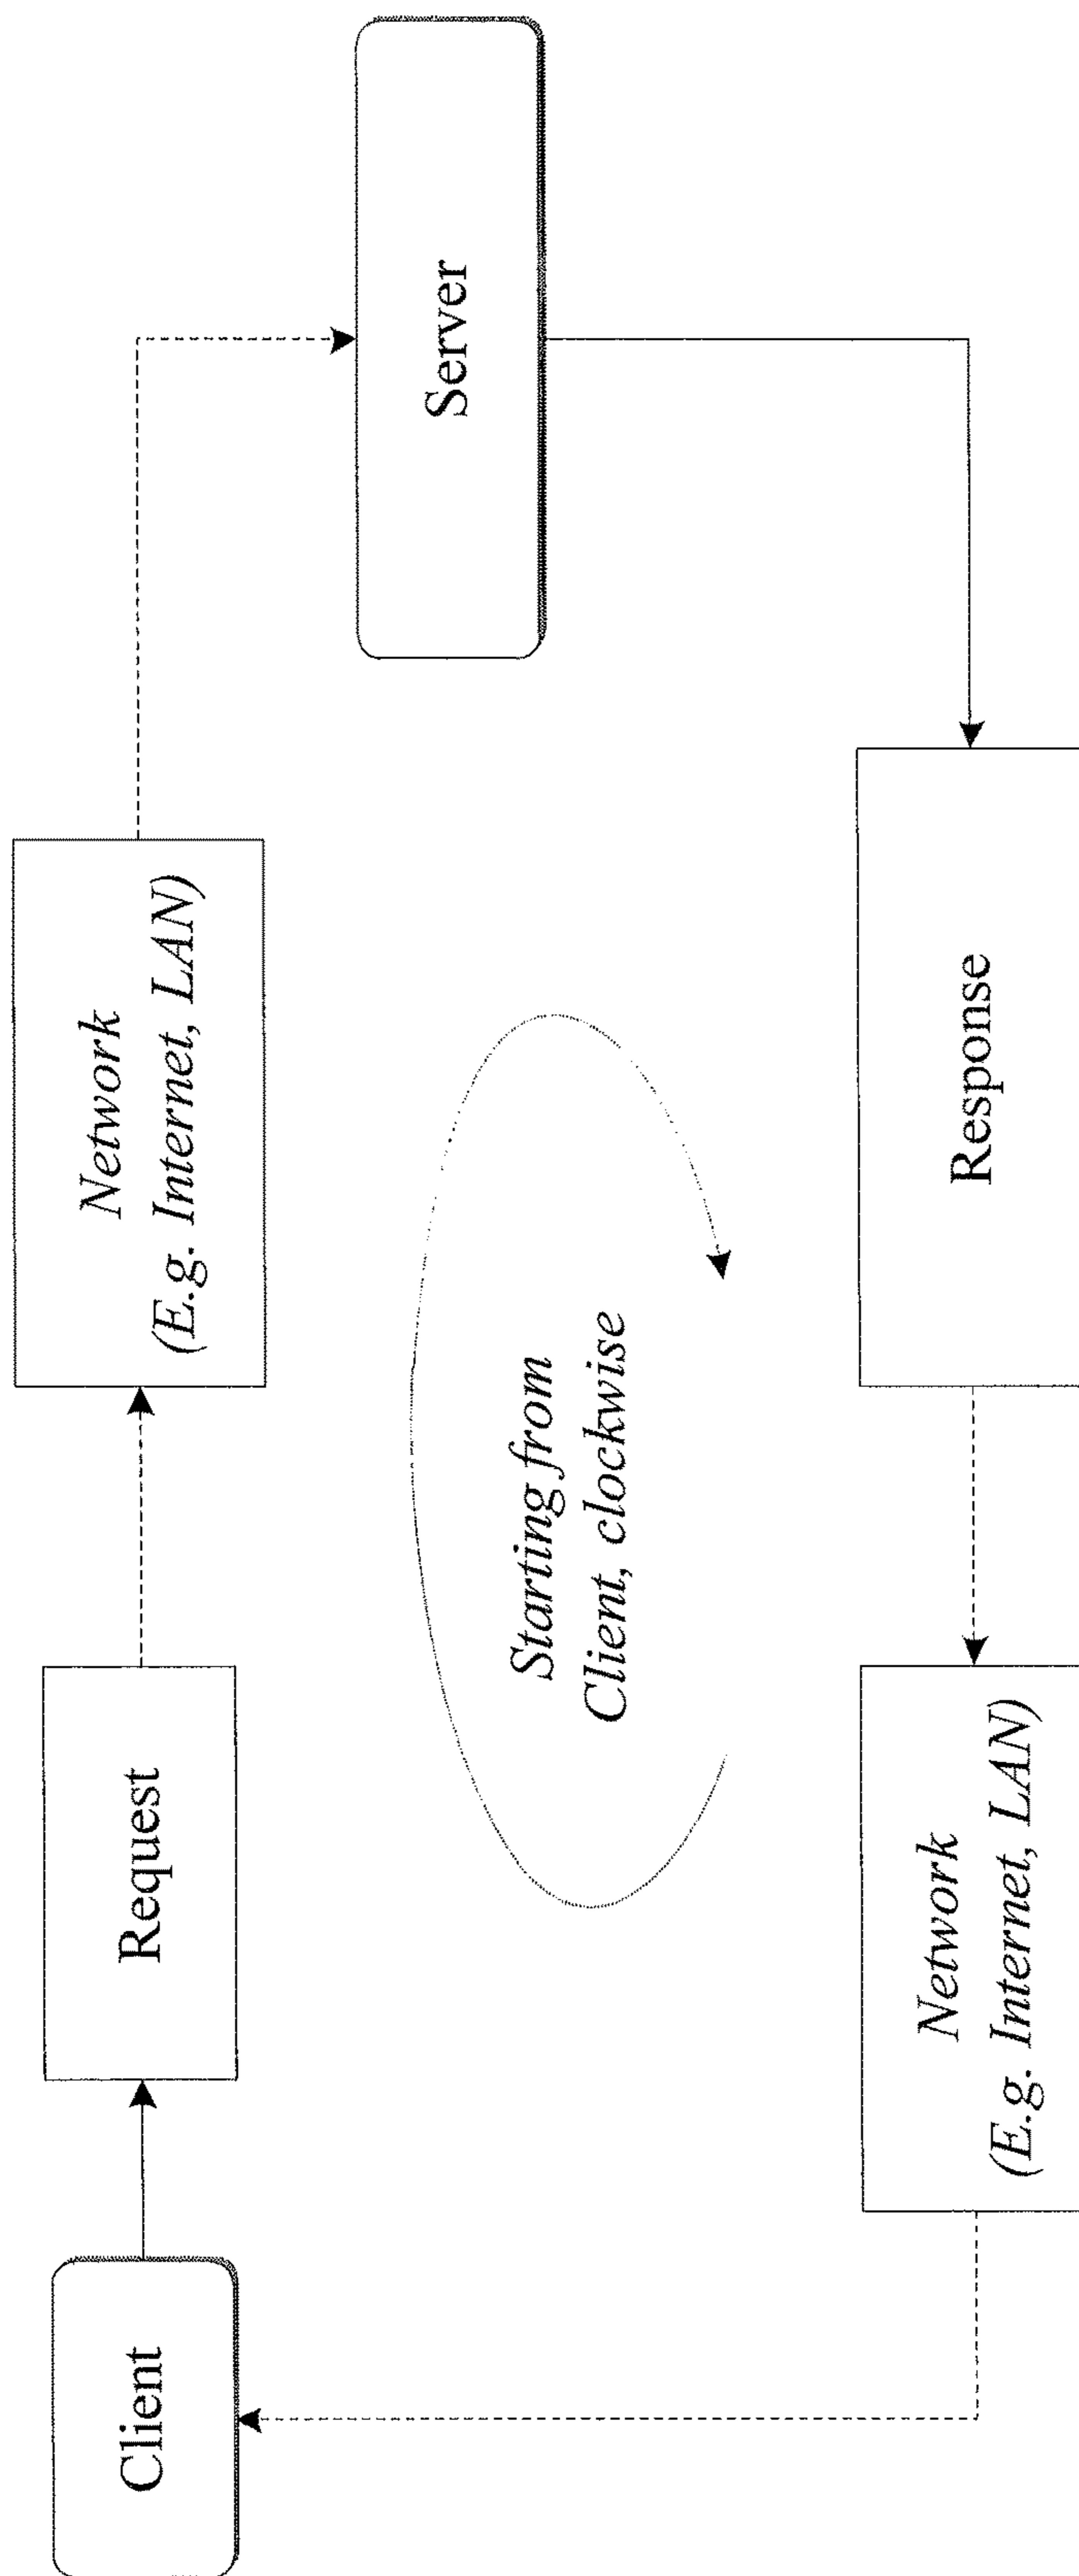 Client
Request
Network
(E.g. Internet, LAN)
Server
Starting from
Client, clockwise
Response
Network
(E.g. Internet, LAN)